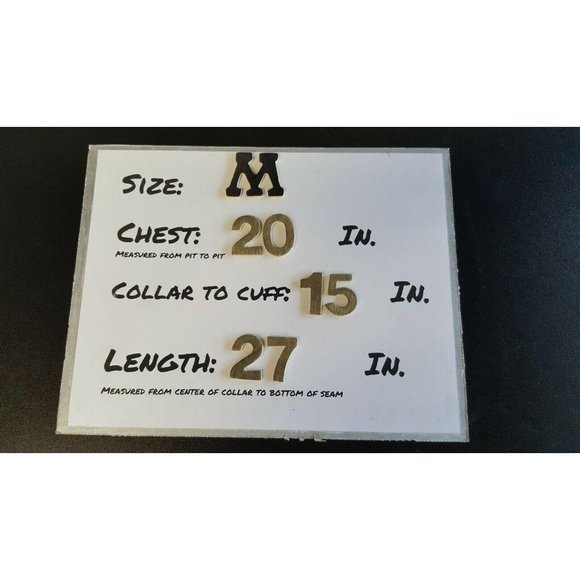 SIZE: M
CHEST: 20 IN.
MEASURED FROM PIT TO PIT
COLLAR TO CUFF: 15 IN.
LENGTH: 27 IN.
MEASURED FROM CENTER OF COLLAR TO BOTTOM OF SEAM